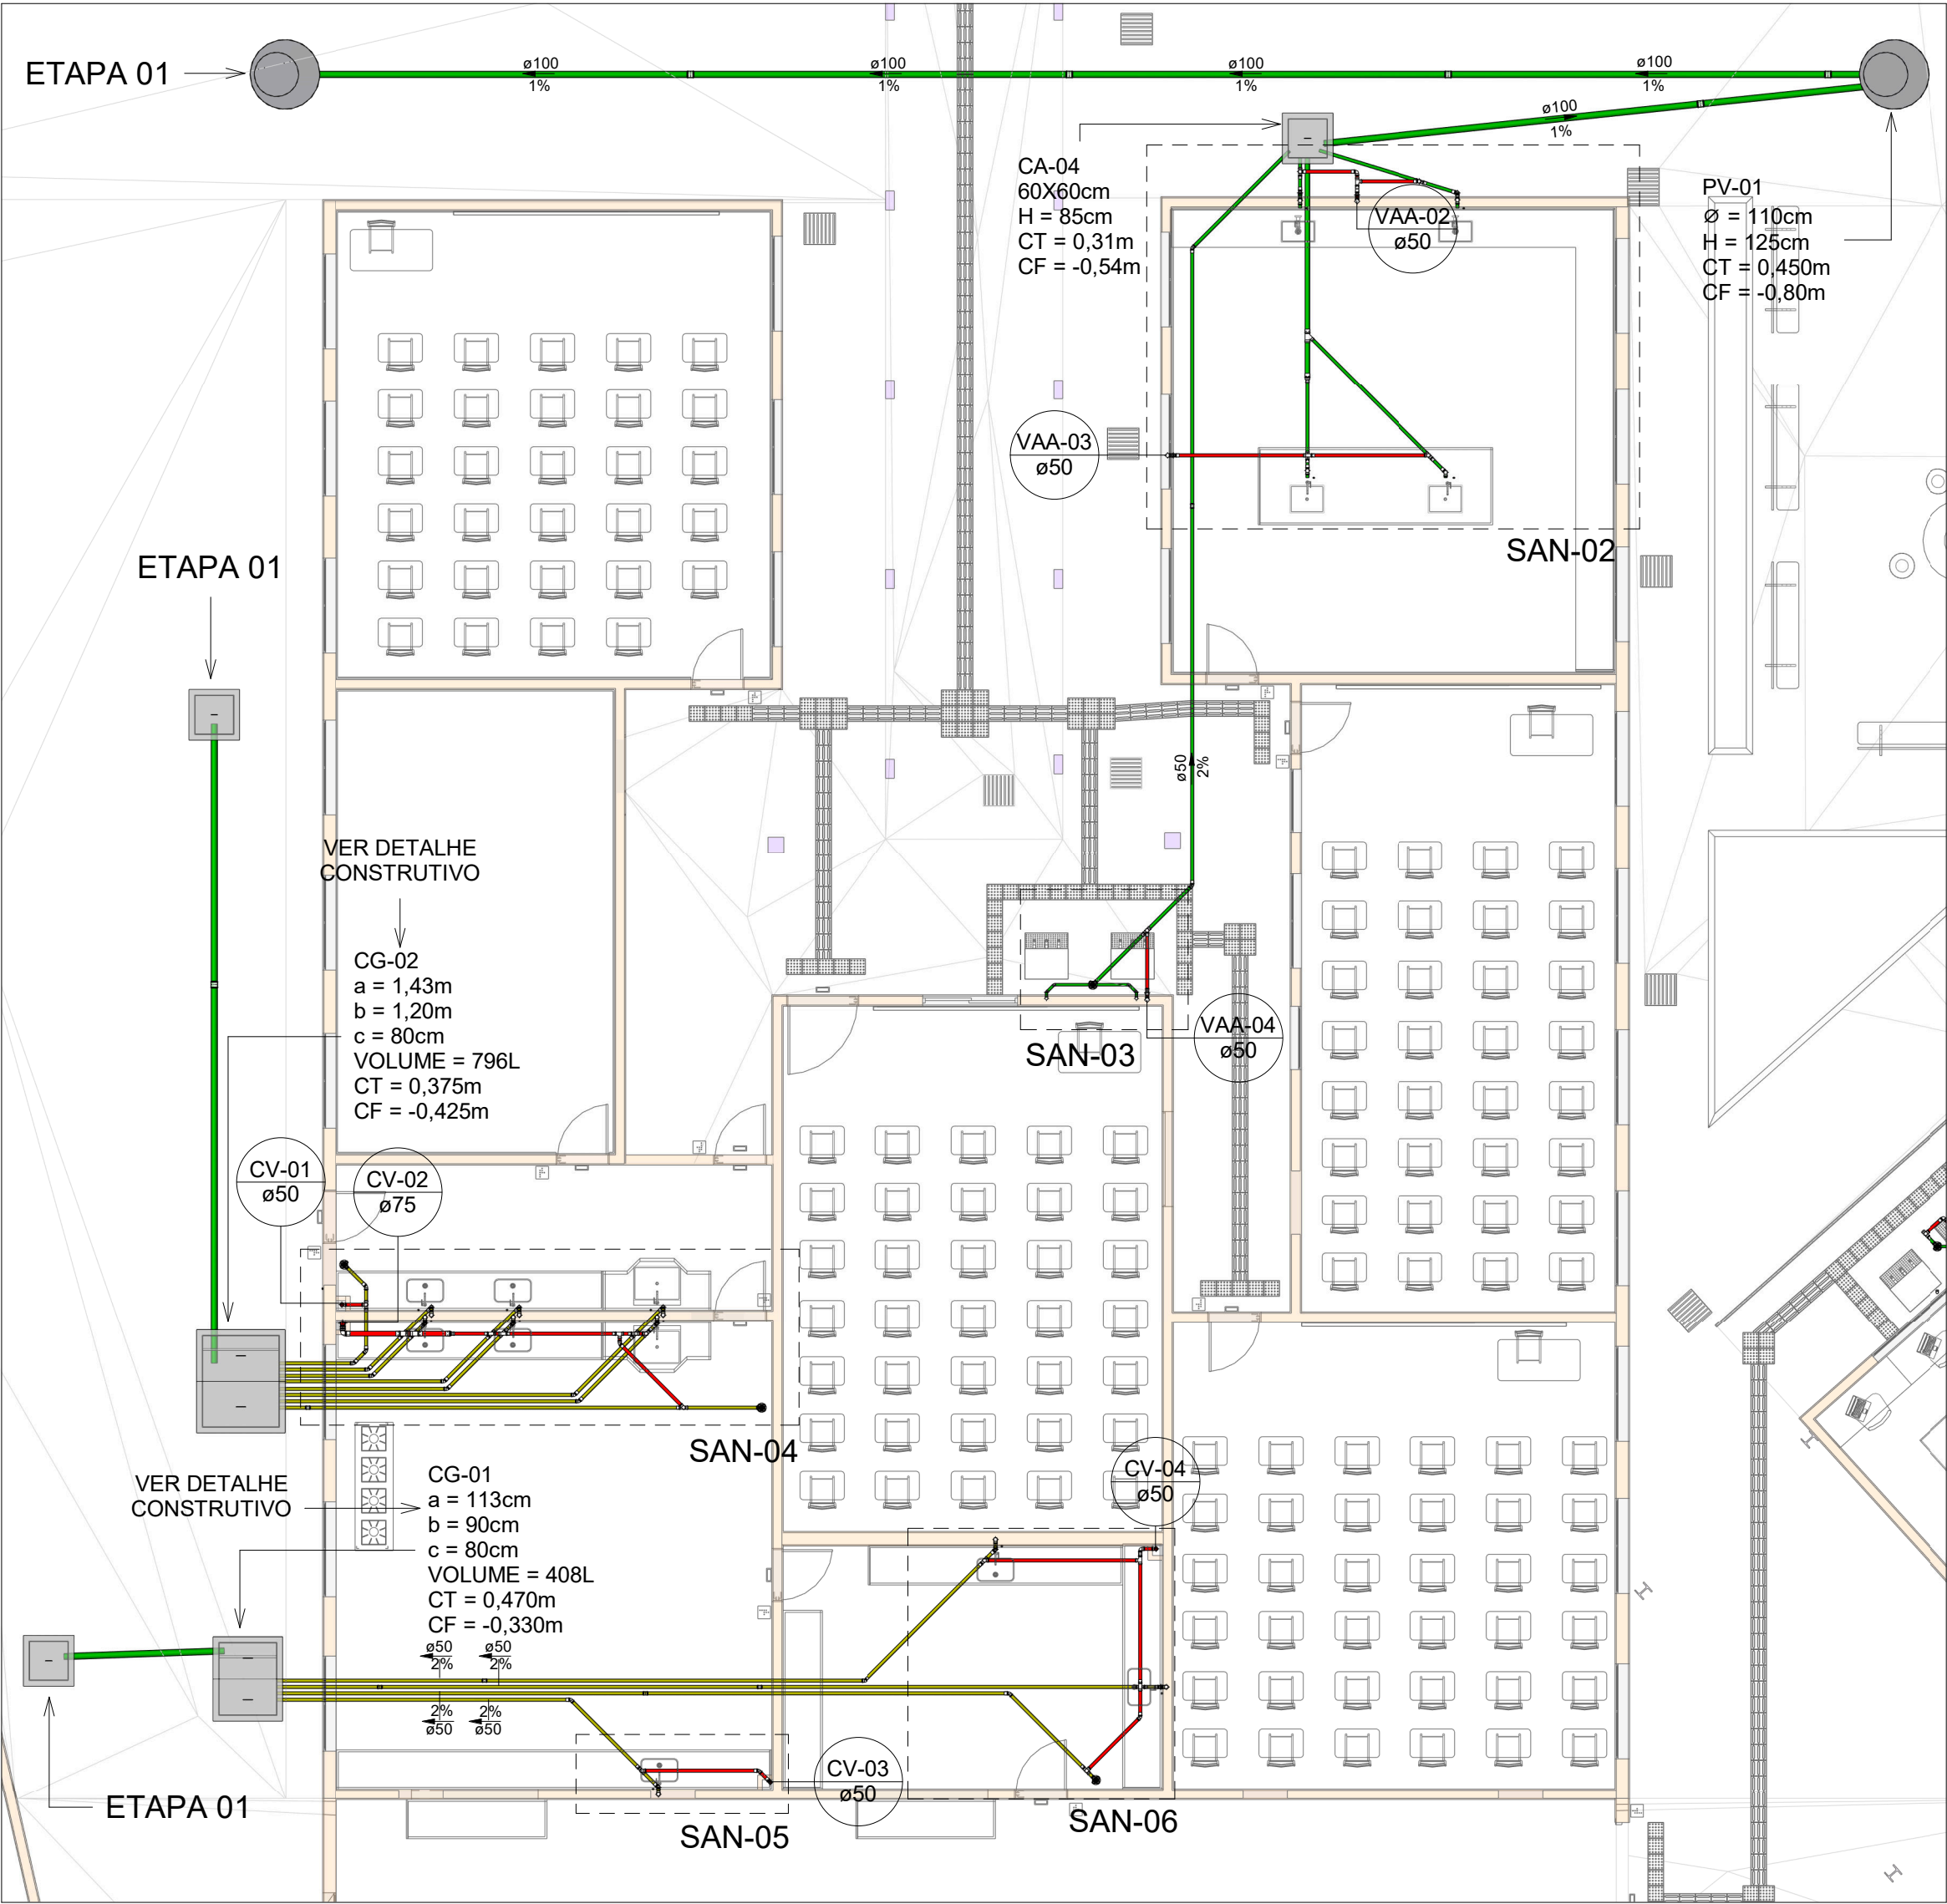 ETAPA 01
ø100
1%
ø100
1%
ø100
1%
ø100
1%
ø100
1%
CA-04
60X60cm
H = 85cm
CT = 0,31m
CF = -0,54m
VAA-02
ø50
PV-01
Ø = 110cm
H = 125cm
CT = 0,450m
CF = -0,80m
VAA-03
ø50
SAN-02
ETAPA 01
ø50
2%
VER DETALHE
CONSTRUTIVO
CG-02
a = 1,43m
b = 1,20m
c = 80cm
VOLUME = 796L
CT = 0,375m
CF = -0,425m
SAN-03
VAA-04
ø50
CV-01
ø50
CV-02
ø75
SAN-04
VER DETALHE
CONSTRUTIVO
CG-01
a = 113cm
b = 90cm
c = 80cm
VOLUME = 408L
CT = 0,470m
CF = -0,330m
CV-04
ø50
ø50
2%
ø50
2%
2%
ø50
2%
ø50
CV-03
ø50
ETAPA 01
SAN-05
SAN-06